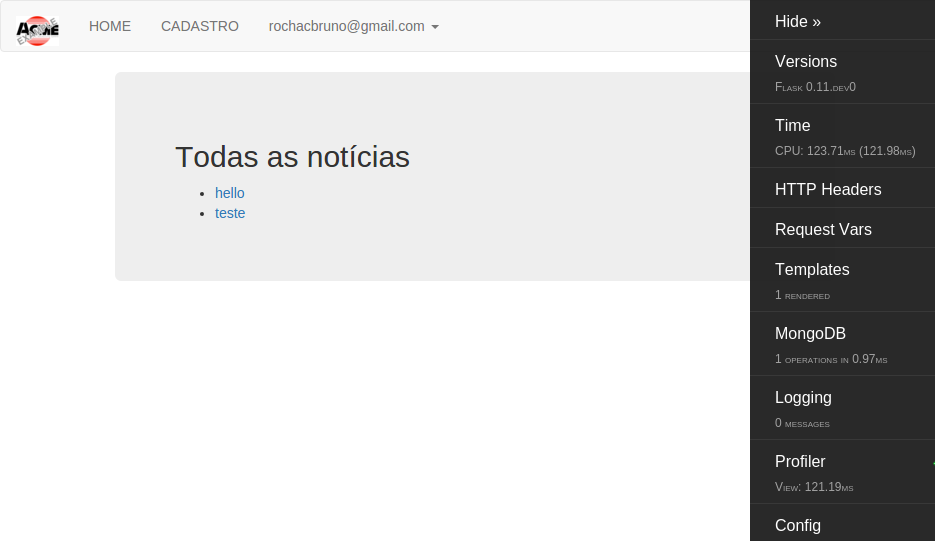 ACME
EXAMPLE
HOME
CADASTRO
rochacbruno@gmail.com
Todas as notícias
hello
teste
Hide »
Versions
Flask 0.11.dev0
Time
CPU: 123.71ms (121.98ms)
HTTP Headers
Request Vars
Templates
1 rendered
MongoDB
1 operations in 0.97ms
Logging
0 messages
Profiler
View: 121.19ms
Config